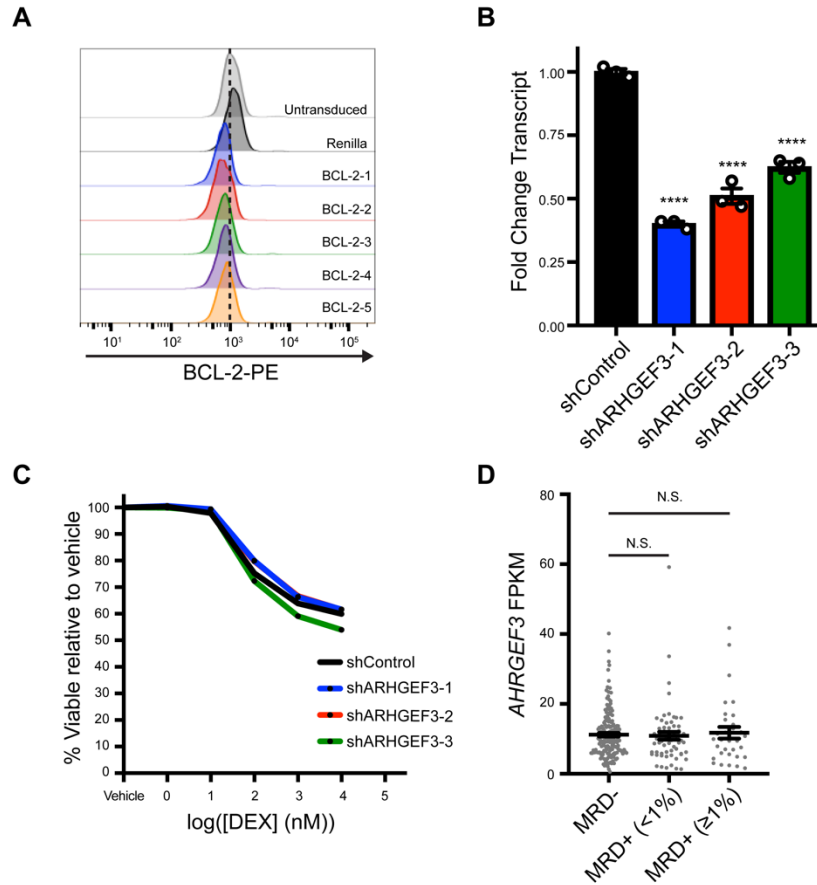 A
Untransduced
Renilla
BCL-2-1
BCL-2-2
BCL-2-3
BCL-2-4
BCL-2-5
10¹ 10² 10³ 10⁴ 10⁵
BCL-2-PE
B
Fold Change Transcript
1.00
0.75
0.50
0.25
0.00
****
****
****
shControl
shARHGEF3-1
shARHGEF3-2
shARHGEF3-3
C
% Viable relative to vehicle
100
90
80
70
60
50
40
30
20
10
0
shControl
shARHGEF3-1
shARHGEF3-2
shARHGEF3-3
Vehicle 0 1 2 3 4 5
log([DEX] (nM))
D
AHRGEF3 FPKM
80
60
40
20
0
N.S.
N.S.
MRD-
MRD+ (<1%)
MRD+ (≥1%)